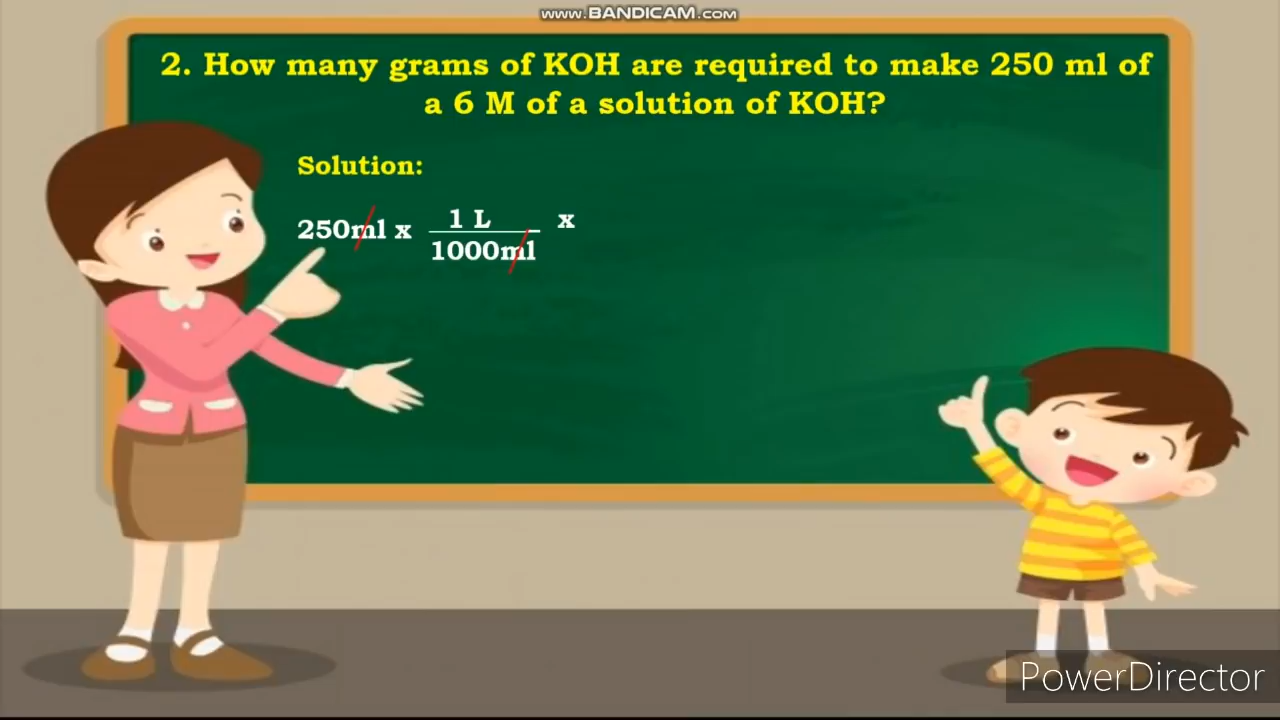 www.BANDICAM.com
2. How many grams of KOH are required to make 250 ml of
a 6 M of a solution of KOH?
Solution:
250ml x 1 L x
1000ml
PowerDirector